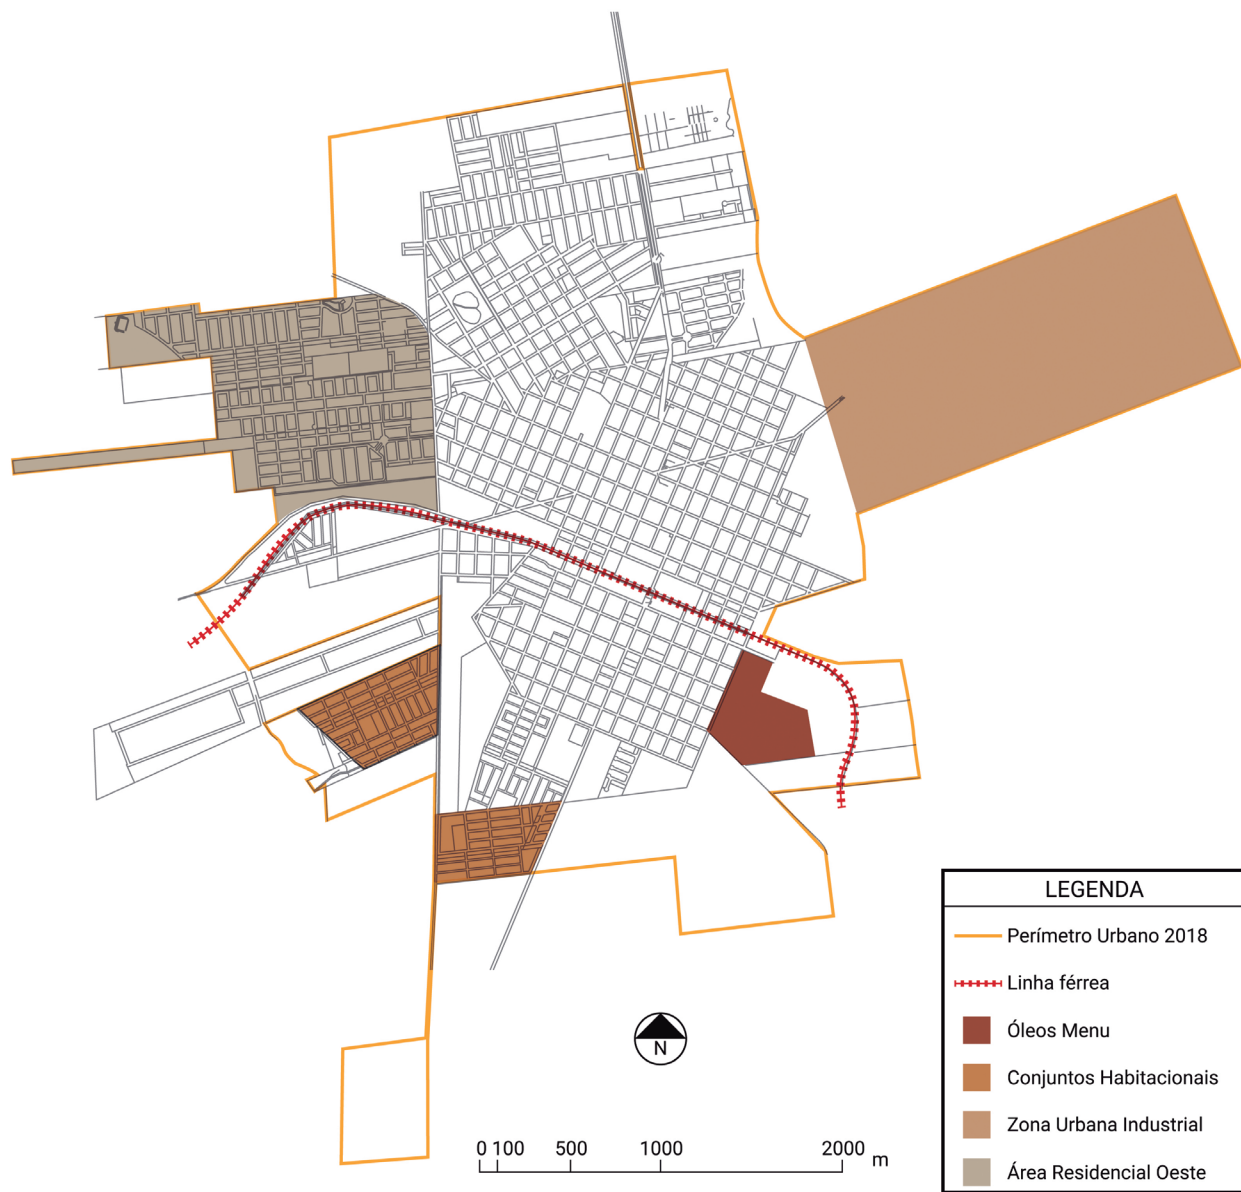 LEGENDA
Perímetro Urbano 2018
Linha férrea
Óleos Menu
Conjuntos Habitacionais
Zona Urbana Industrial
Área Residencial Oeste
N
0 100 500 1000 2000 m